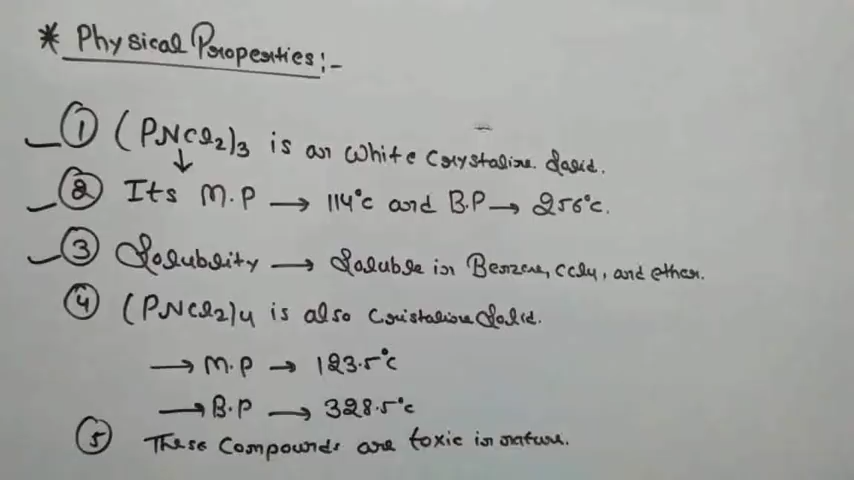 * Physical Properties:-
① (PNCl2)3 is an White Crystaline Solid.
② Its M.P → 114°c and B.P → 256°c.
③ Solublity → Soluble in Benzene, ccl4, and ether.
④ (PNCl2)4 is also Cristaline Solid.
→ M.P → 123.5°c
→ B.P → 328.5°c
⑤ These Compounds are toxic in nature.